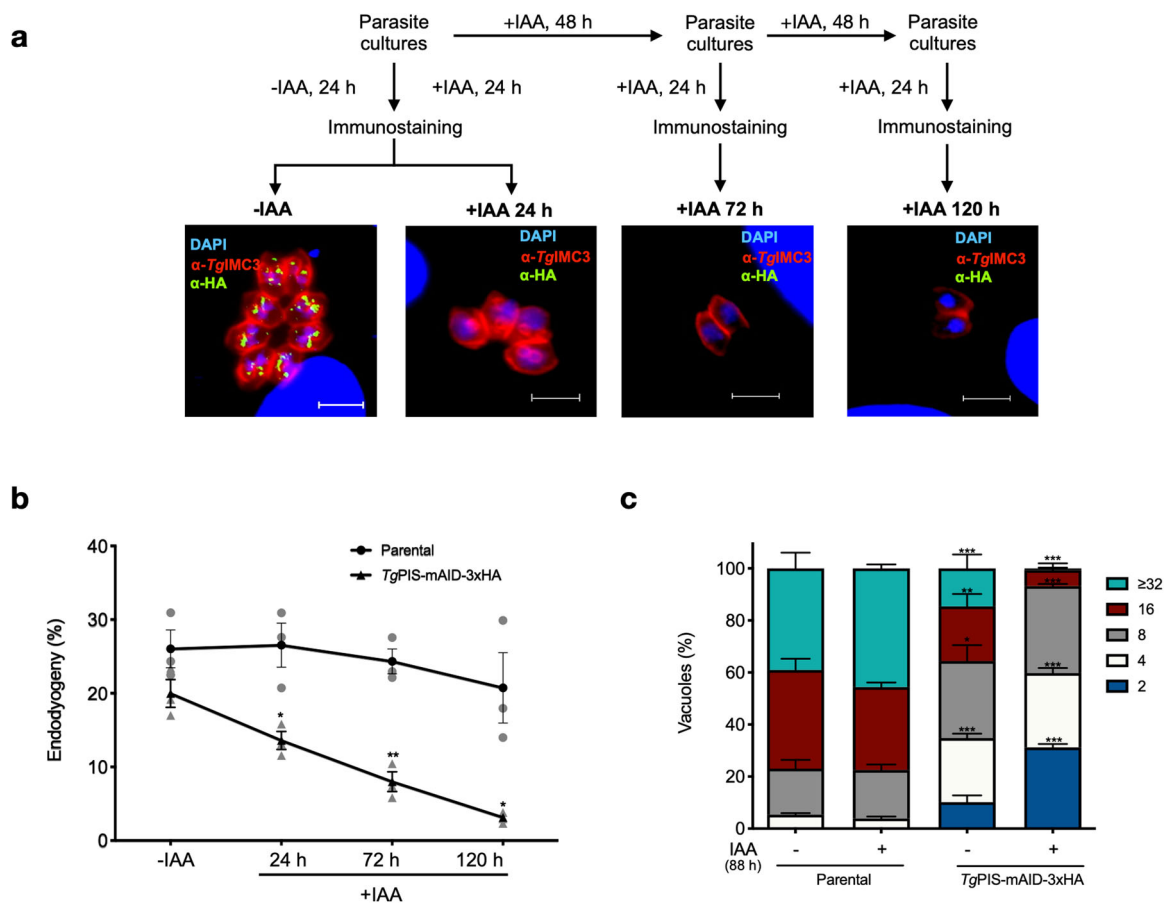 a
Parasite
cultures
+IAA, 48 h
Parasite
cultures
+IAA, 48 h
Parasite
cultures
-IAA, 24 h
+IAA, 24 h
+IAA, 24 h
+IAA, 24 h
Immunostaining
Immunostaining
Immunostaining
-IAA
+IAA 24 h
+IAA 72 h
+IAA 120 h
DAPI
α-TgIMC3
α-HA
DAPI
α-TgIMC3
α-HA
DAPI
α-TgIMC3
α-HA
DAPI
α-TgIMC3
α-HA
b
Endodyogeny (%)
40
30
20
10
0
Parental
TgPIS-mAID-3xHA
*
**
*
-IAA
24 h
72 h
120 h
+IAA
c
Vacuoles (%)
100
80
60
40
20
0
***
**
*
***
***
***
***
***
≥32
16
8
4
2
IAA
(88 h)
-
+
-
+
Parental
TgPIS-mAID-3xHA